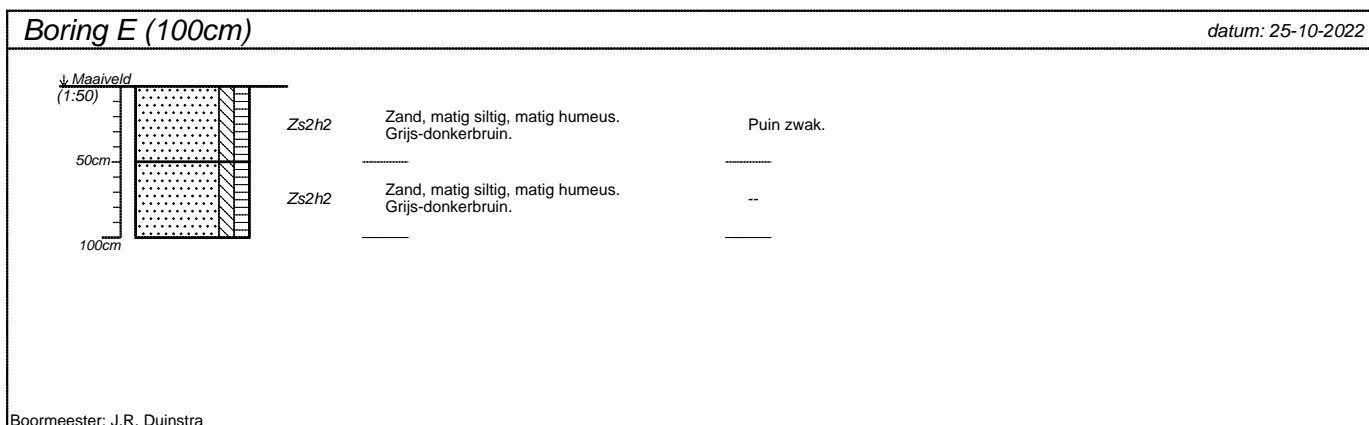 Boring E (100cm)
datum: 25-10-2022
Maaiveld
(1:50)
Zs2h2
Zand, matig siltig, matig humeus.
Grijs-donkerbruin.
Puin zwak.
50cm
Zs2h2
Zand, matig siltig, matig humeus.
Grijs-donkerbruin.
--
100cm
Boormeester: J.R. Duinstra